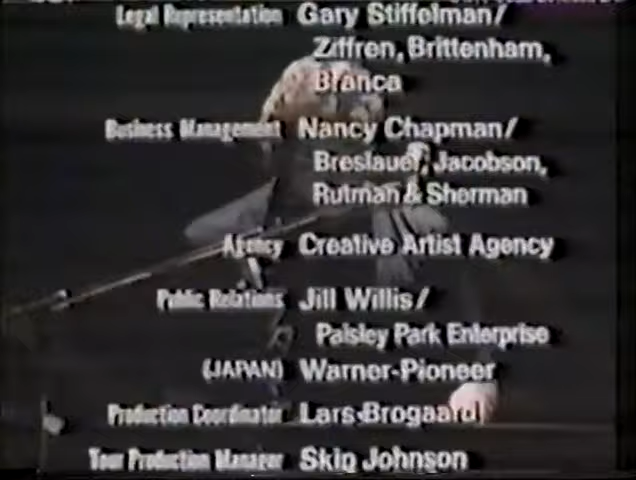 Legal Representation Gary Stiffelman/
Ziffren, Brittenham,
Branca
Business Management Nancy Chapman/
Breslauer, Jacobson,
Rutman & Sherman
Agency Creative Artist Agency
Public Relations Jill Willis/
Paisley Park Enterprise
(JAPAN) Warner-Pioneer
Production Coordinator Lars-Brogaard
Tour Production Manager Skip Johnson